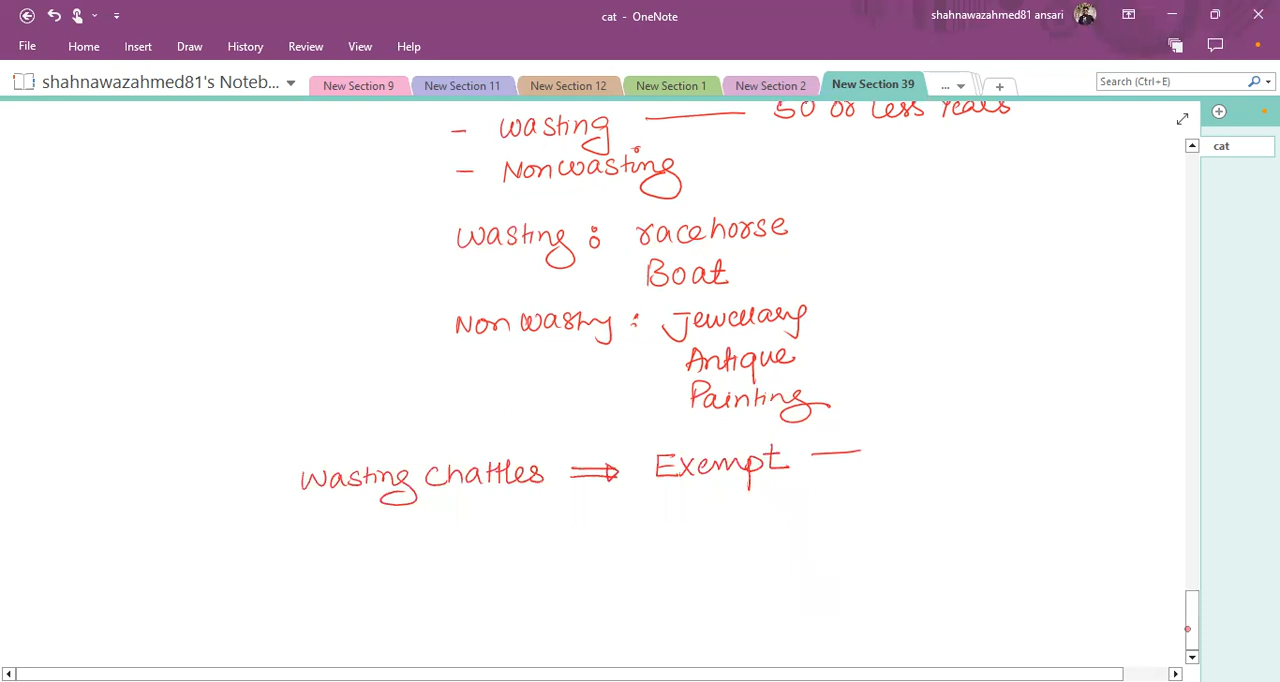 cat - OneNote
shahnawazahmed81 ansari
File Home Insert Draw History Review View Help
shahnawazahmed81's Noteb...
New Section 9 New Section 11 New Section 12 New Section 1 New Section 2 New Section 39 ...
Search (Ctrl+E)
cat
- Wasting — 50 or less Years
- Nonwasting
Wasting : racehorse
Boat
Non wasting : Jewellary
Antique
Painting
Wasting chattles ⇒ Exempt —